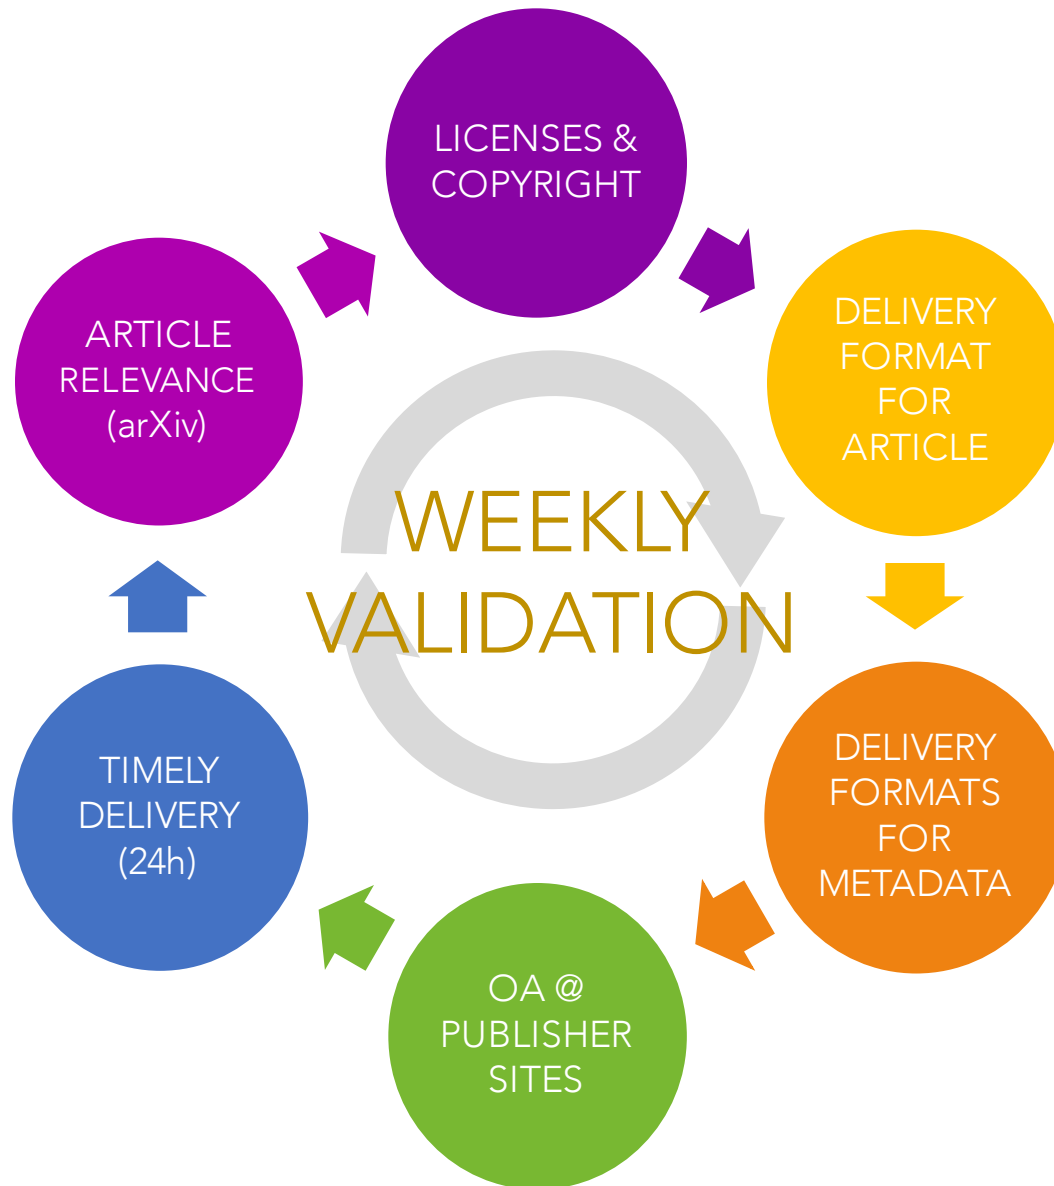 LICENSES &
COPYRIGHT
DELIVERY
FORMAT
FOR
ARTICLE
DELIVERY
FORMATS
FOR
METADATA
OA @
PUBLISHER
SITES
TIMELY
DELIVERY
(24h)
ARTICLE
RELEVANCE
(arXiv)
WEEKLY
VALIDATION